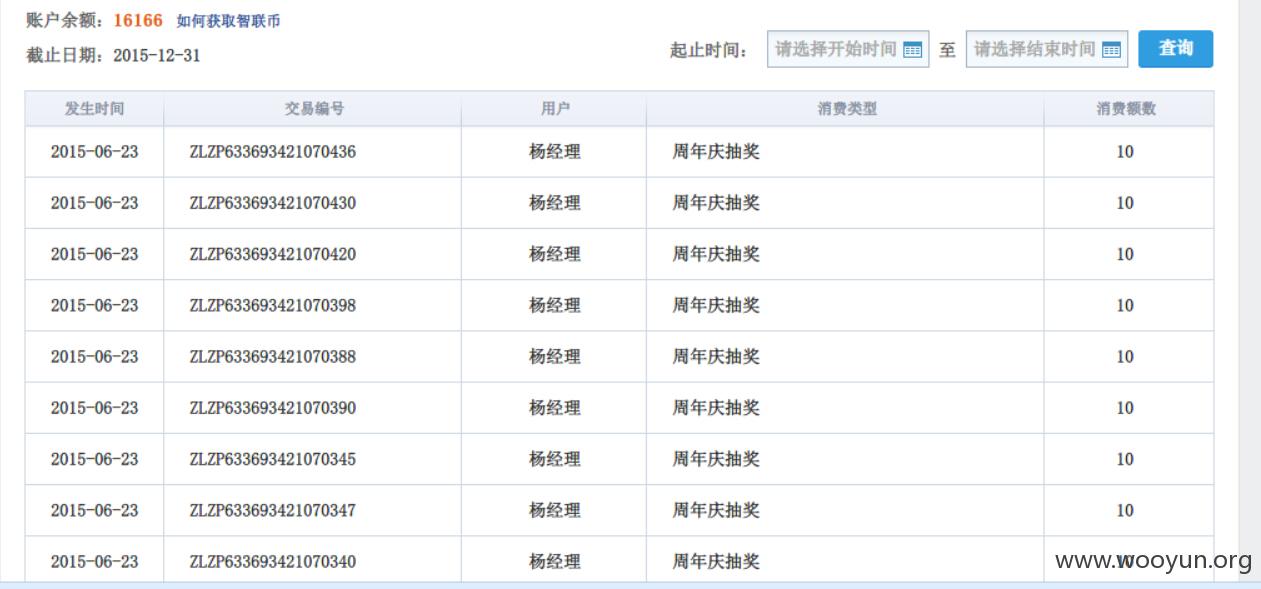 账户余额：16166 如何获取智联币
截止日期：2015-12-31
起止时间： 请选择开始时间 至 请选择结束时间 查询
发生时间 交易编号 用户 消费类型 消费额数
2015-06-23 ZLZP633693421070436 杨经理 周年庆抽奖 10
2015-06-23 ZLZP633693421070430 杨经理 周年庆抽奖 10
2015-06-23 ZLZP633693421070420 杨经理 周年庆抽奖 10
2015-06-23 ZLZP633693421070398 杨经理 周年庆抽奖 10
2015-06-23 ZLZP633693421070388 杨经理 周年庆抽奖 10
2015-06-23 ZLZP633693421070390 杨经理 周年庆抽奖 10
2015-06-23 ZLZP633693421070345 杨经理 周年庆抽奖 10
2015-06-23 ZLZP633693421070347 杨经理 周年庆抽奖 10
2015-06-23 ZLZP633693421070340 杨经理 周年庆抽奖 10
www.wooyun.org